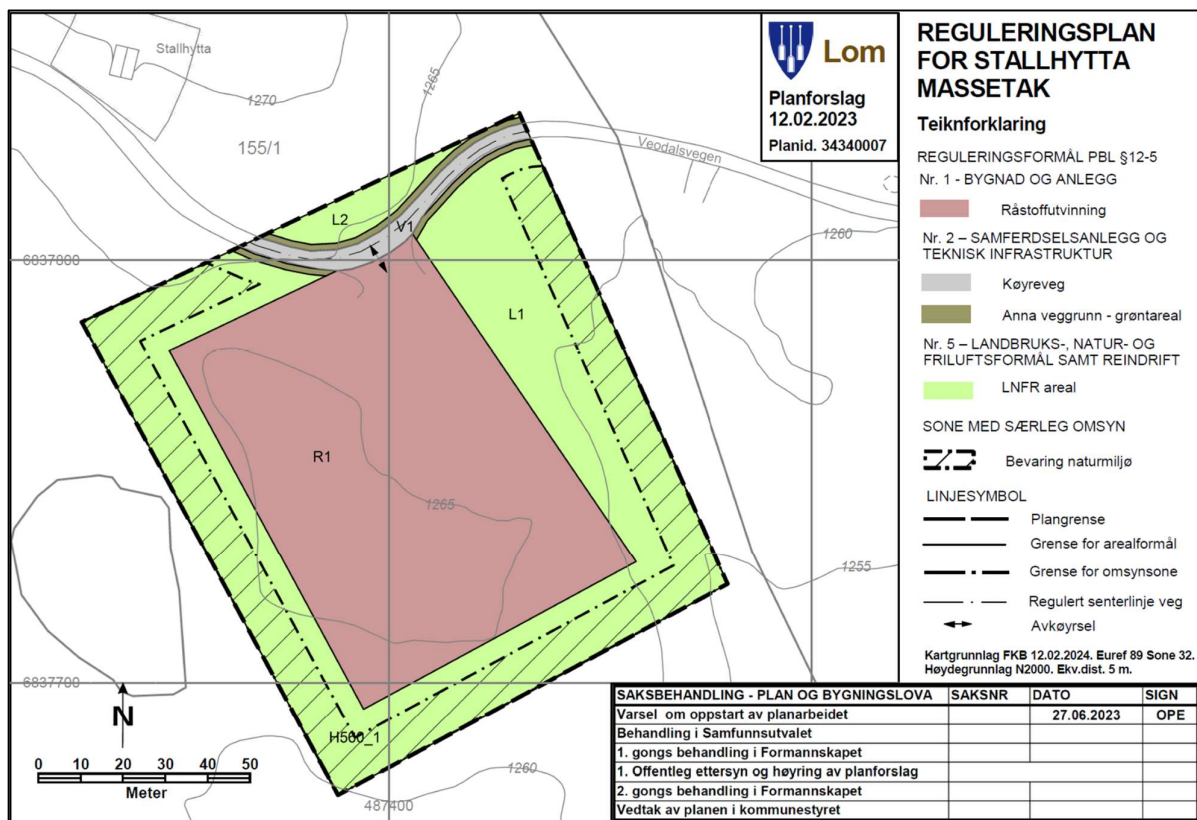 Stallhytta
1270
1265
155/1
Veodalsvegen
L2
V1
1260
6837800
L1
R1
1265
1255
6837700
N
H560_1
1260
0 10 20 30 40 50
Meter
487400
Lom
Planforslag
12.02.2023
Planid. 34340007
REGULERINGSPLAN
FOR STALLHYTTA
MASSETAK
Teiknforklaring
REGULERINGSFORMÅL PBL §12-5
Nr. 1 - BYGNAD OG ANLEGG
Råstoffutvinning
Nr. 2 – SAMFERDSELSANLEGG OG
TEKNISK INFRASTRUKTUR
Køyreveg
Anna veggrunn - grøntareal
Nr. 5 – LANDBRUKS-, NATUR- OG
FRILUFTSFORMÅL SAMT REINDRIFT
LNFR areal
SONE MED SÆRLEG OMSYN
Bevaring naturmiljø
LINJESYMBOL
Plangrense
Grense for arealformål
Grense for omsynsone
Regulert senterlinje veg
Avkøyrsel
Kartgrunnlag FKB 12.02.2024. Euref 89 Sone 32.
Høydegrunnlag N2000. Ekv.dist. 5 m.
SAKSBEHANDLING - PLAN OG BYGNINGSLOVA SAKSNR DATO SIGN
Varsel om oppstart av planarbeidet 27.06.2023 OPE
Behandling i Samfunnsutvalet
1. gongs behandling i Formannskapet
1. Offentleg ettersyn og høyring av planforslag
2. gongs behandling i Formannskapet
Vedtak av planen i kommunestyret